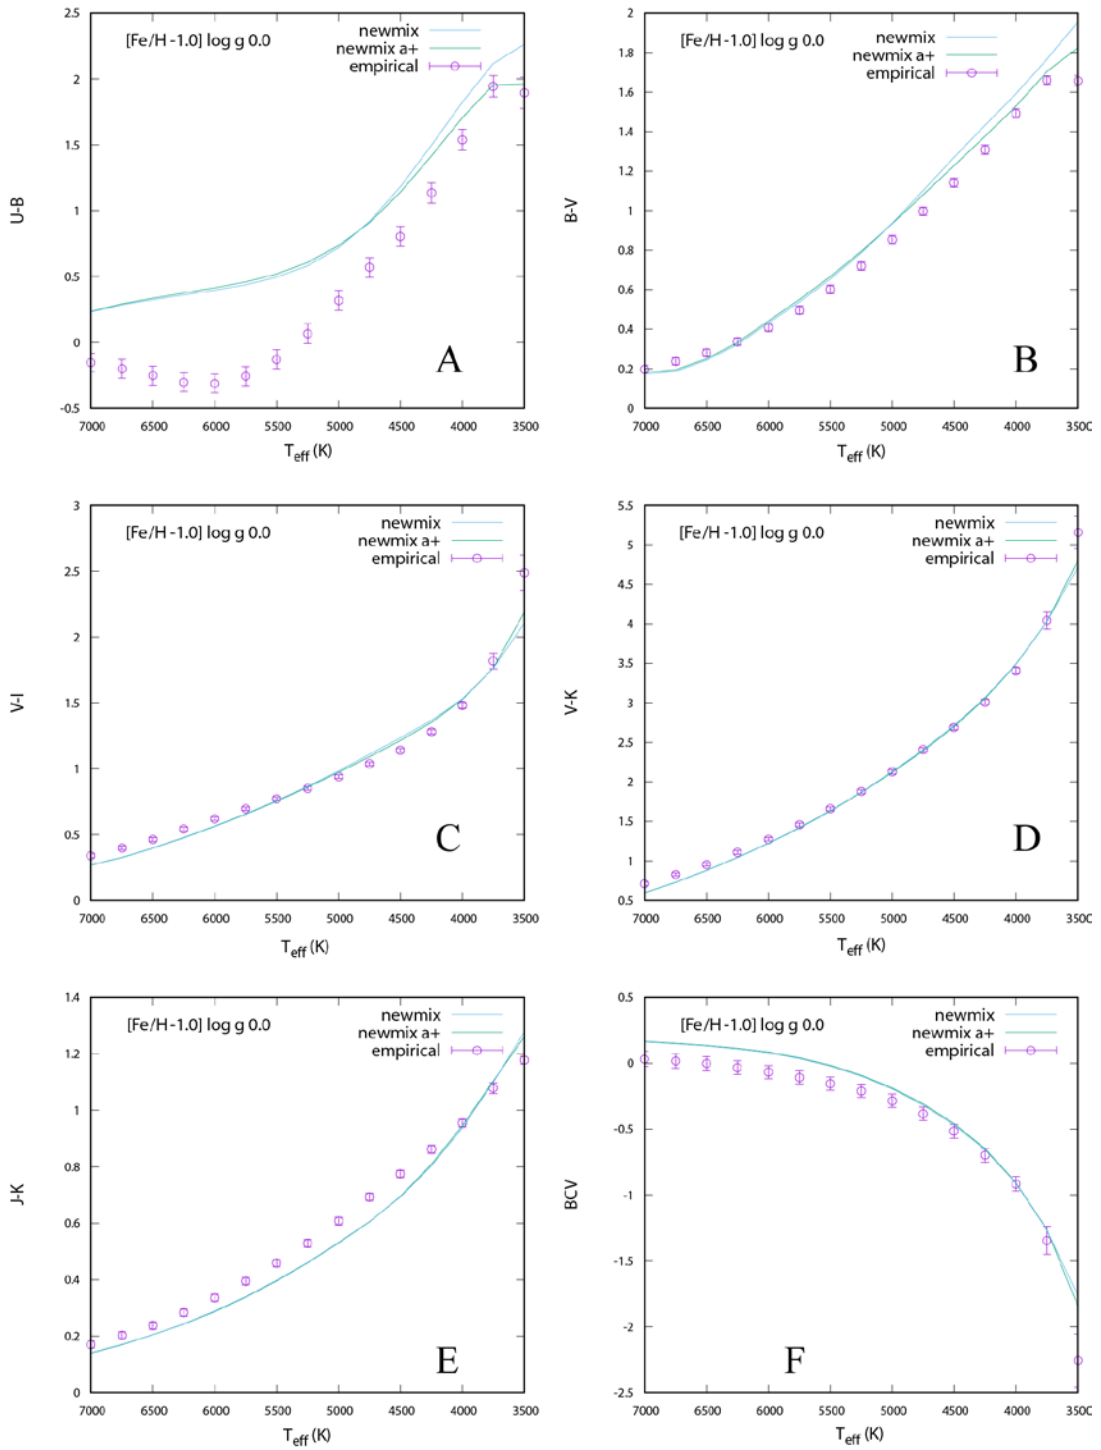 [Fe/H -1.0] log g 0.0
newmix
newmix a+
empirical
2.5
2
1.5
1
0.5
0
-0.5
U-B
A
7000 6500 6000 5500 5000 4500 4000 3500
Teff (K)
[Fe/H -1.0] log g 0.0
newmix
newmix a+
empirical
2
1.8
1.6
1.4
1.2
1
0.8
0.6
0.4
0.2
0
B-V
B
7000 6500 6000 5500 5000 4500 4000 3500
Teff (K)
[Fe/H -1.0] log g 0.0
newmix
newmix a+
empirical
3
2.5
2
1.5
1
0.5
0
V-I
C
7000 6500 6000 5500 5000 4500 4000 3500
Teff (K)
[Fe/H -1.0] log g 0.0
newmix
newmix a+
empirical
5.5
5
4.5
4
3.5
3
2.5
2
1.5
1
0.5
V-K
D
7000 6500 6000 5500 5000 4500 4000 3500
Teff (K)
[Fe/H -1.0] log g 0.0
newmix
newmix a+
empirical
1.4
1.2
1
0.8
0.6
0.4
0.2
0
J-K
E
7000 6500 6000 5500 5000 4500 4000 3500
Teff (K)
[Fe/H -1.0] log g 0.0
newmix
newmix a+
empirical
0.5
0
-0.5
-1
-1.5
-2
-2.5
BCV
F
7000 6500 6000 5500 5000 4500 4000 3500
Teff (K)